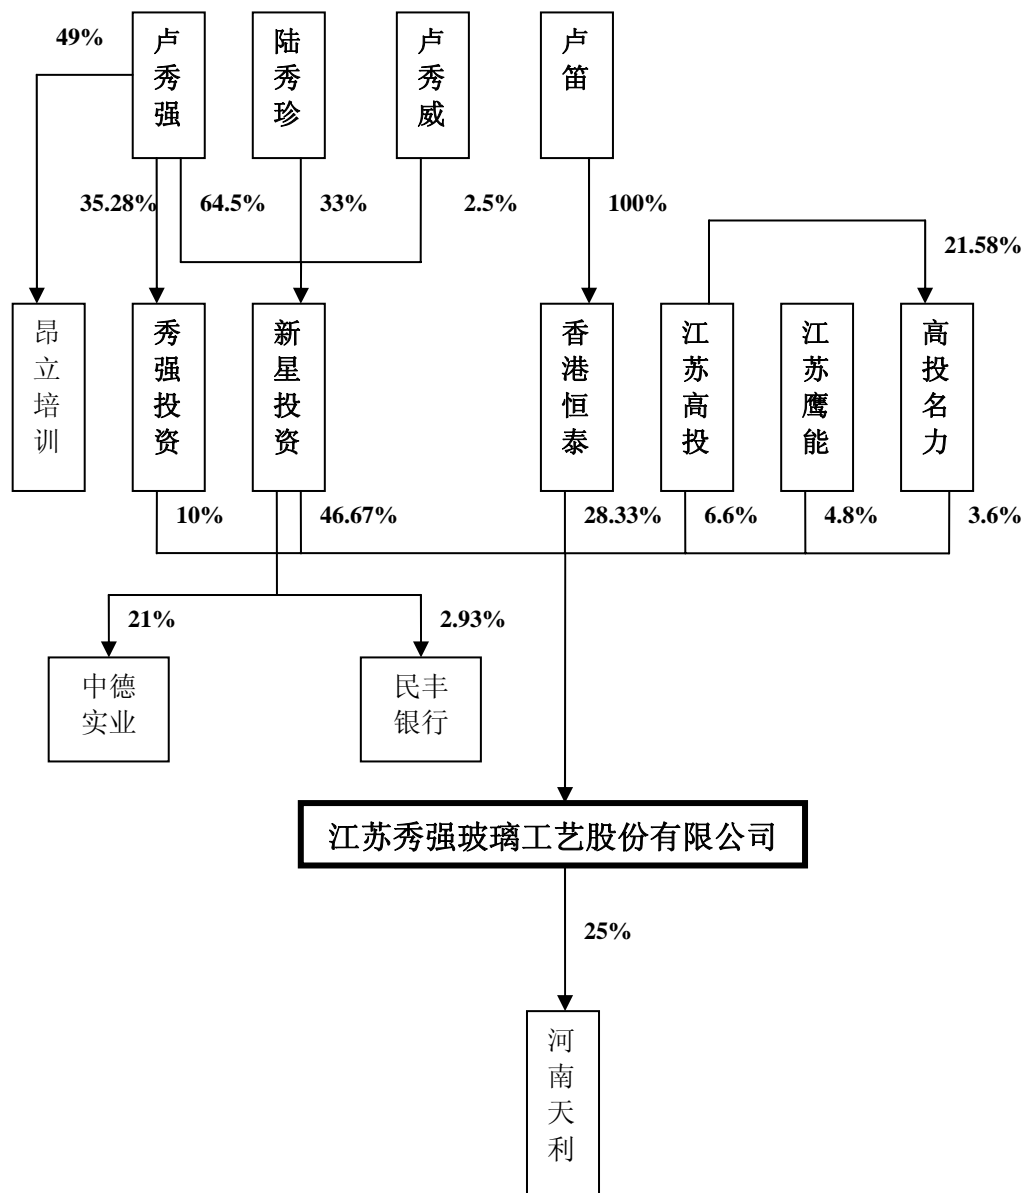 49%
卢秀强
陆秀珍
卢秀威
卢笛
35.28%
64.5%
33%
2.5%
100%
21.58%
昂立培训
秀强投资
新星投资
香港恒泰
江苏高投
江苏鹰能
高投名力
10%
46.67%
28.33%
6.6%
4.8%
3.6%
21%
2.93%
中德
实业
民丰
银行
江苏秀强玻璃工艺股份有限公司
25%
河南天利